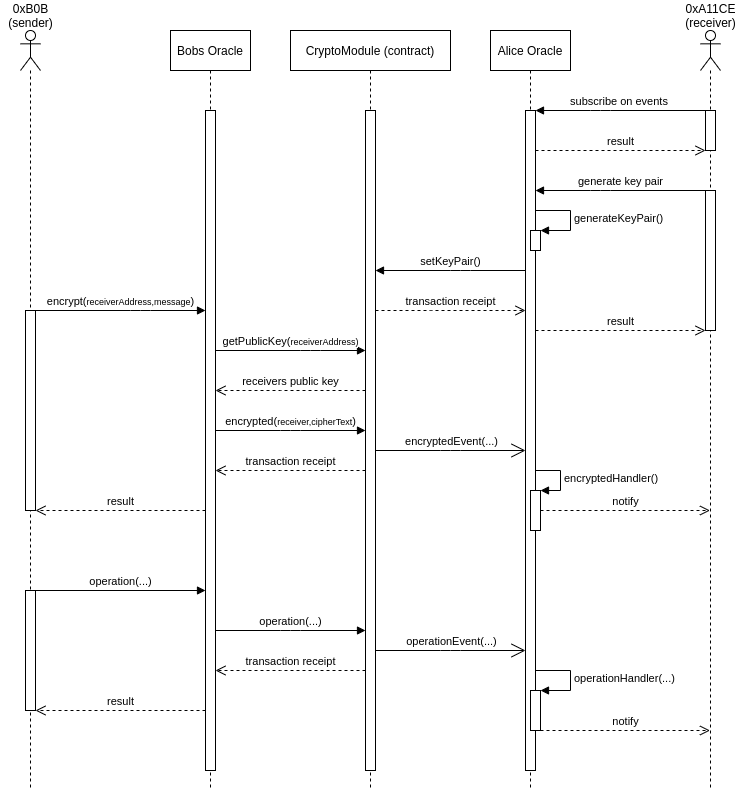 0xB0B
(sender)
0xA11CE
(receiver)
Bobs Oracle
CryptoModule (contract)
Alice Oracle
subscribe on events
result
generate key pair
generateKeyPair()
setKeyPair()
encrypt(receiverAddress,message)
transaction receipt
result
getPublicKey(receiverAddress)
receivers public key
encrypted(receiver,cipherText)
encryptedEvent(...)
transaction receipt
encryptedHandler()
result
notify
operation(...)
operation(...)
operationEvent(...)
transaction receipt
operationHandler(...)
result
notify